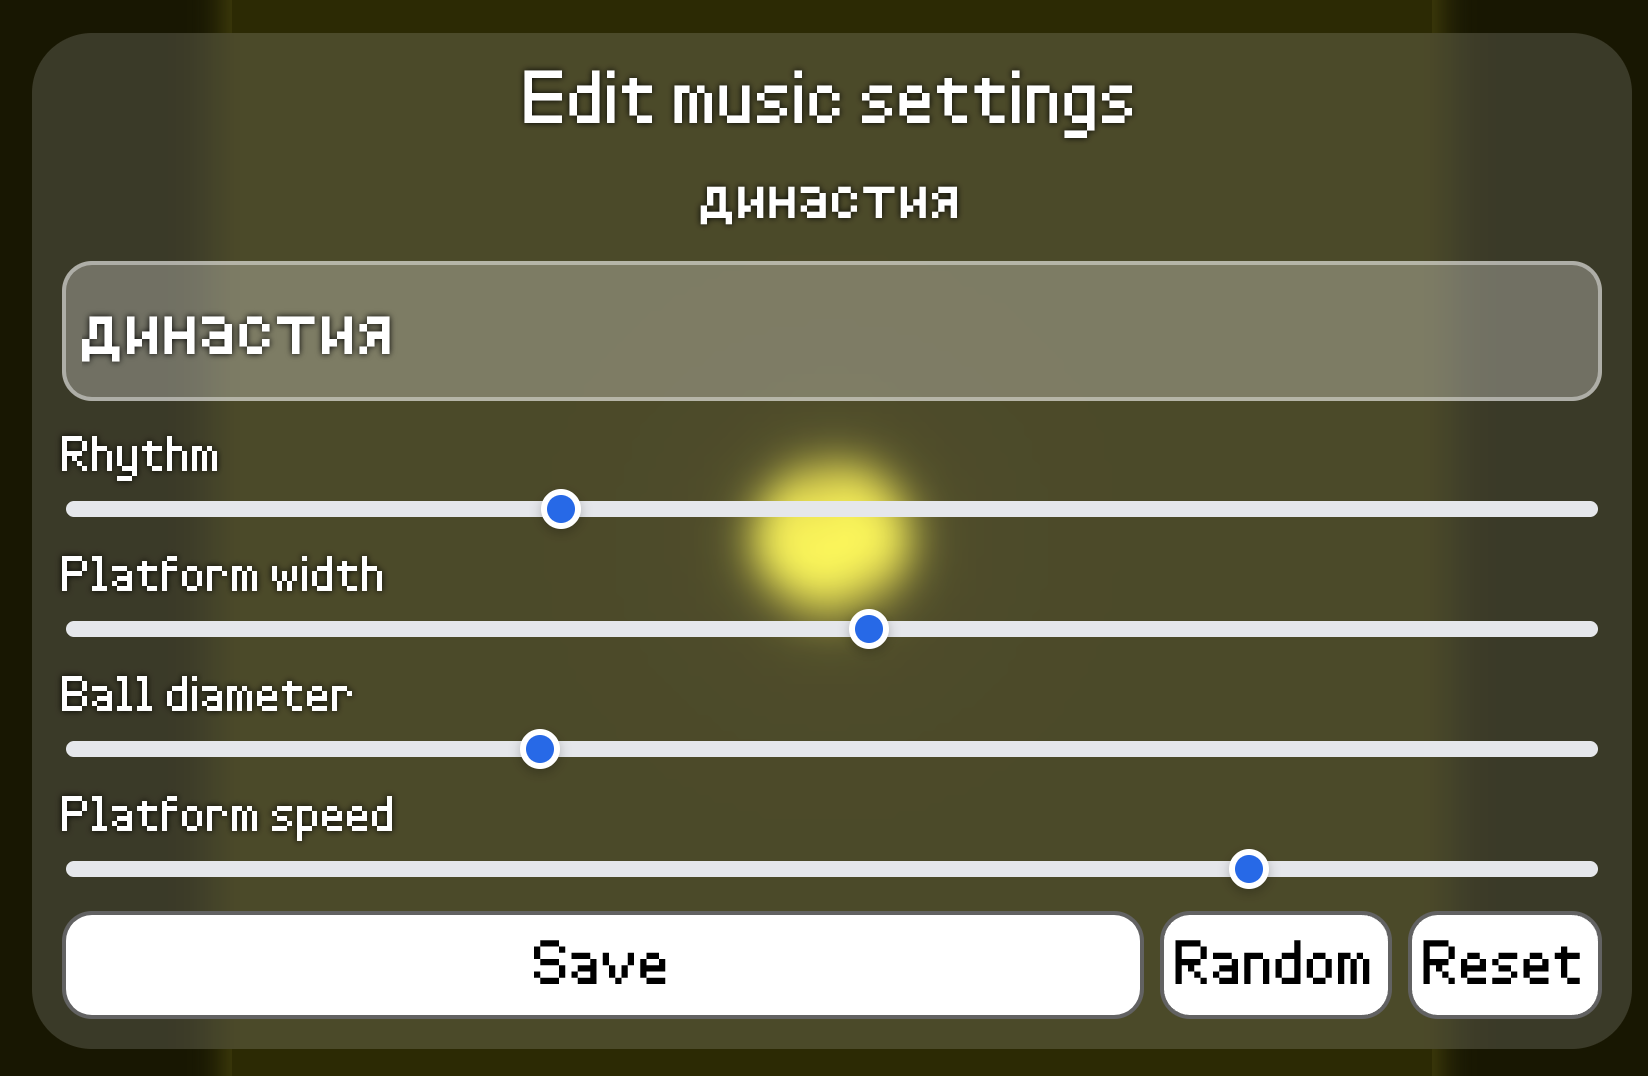 Edit music settings
династия
династия
Rhythm
Platform width
Ball diameter
Platform speed
Save
Random
Reset